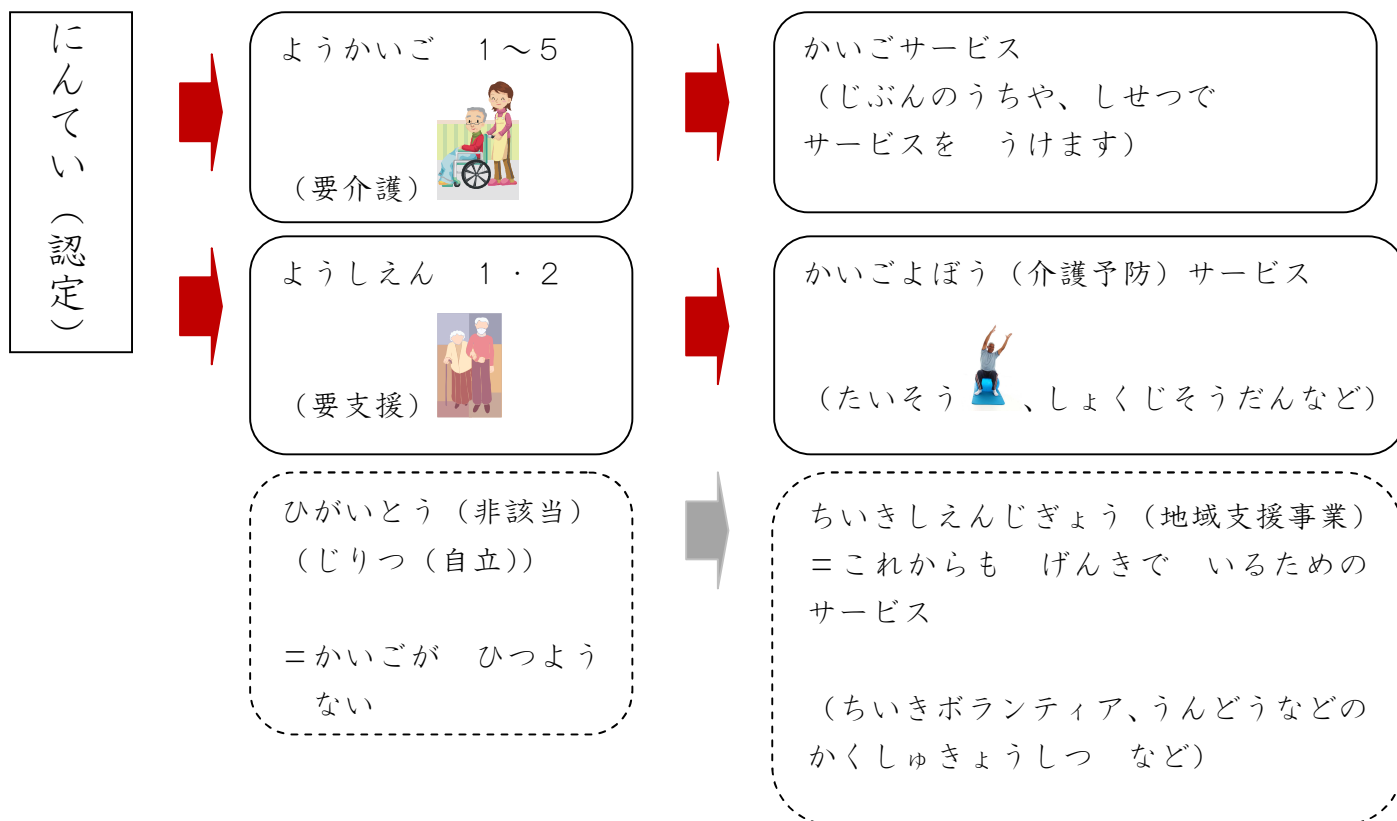 にんてい（認定）
ようかいご　１～５
（要介護）
かいごサービス
（じぶんのうちや、しせつで
サービスを　うけます）
ようしえん　１・２
（要支援）
かいごよぼう（介護予防）サービス
（たいそう　、しょくじそうだんなど）
ひがいとう（非該当）
（じりつ（自立））
＝かいごが　ひつよう
ない
ちいきしえんじぎょう（地域支援事業）
＝これからも　げんきで　いるための
サービス
（ちいきボランティア、うんどうなどの
かくしゅきょうしつ　など）